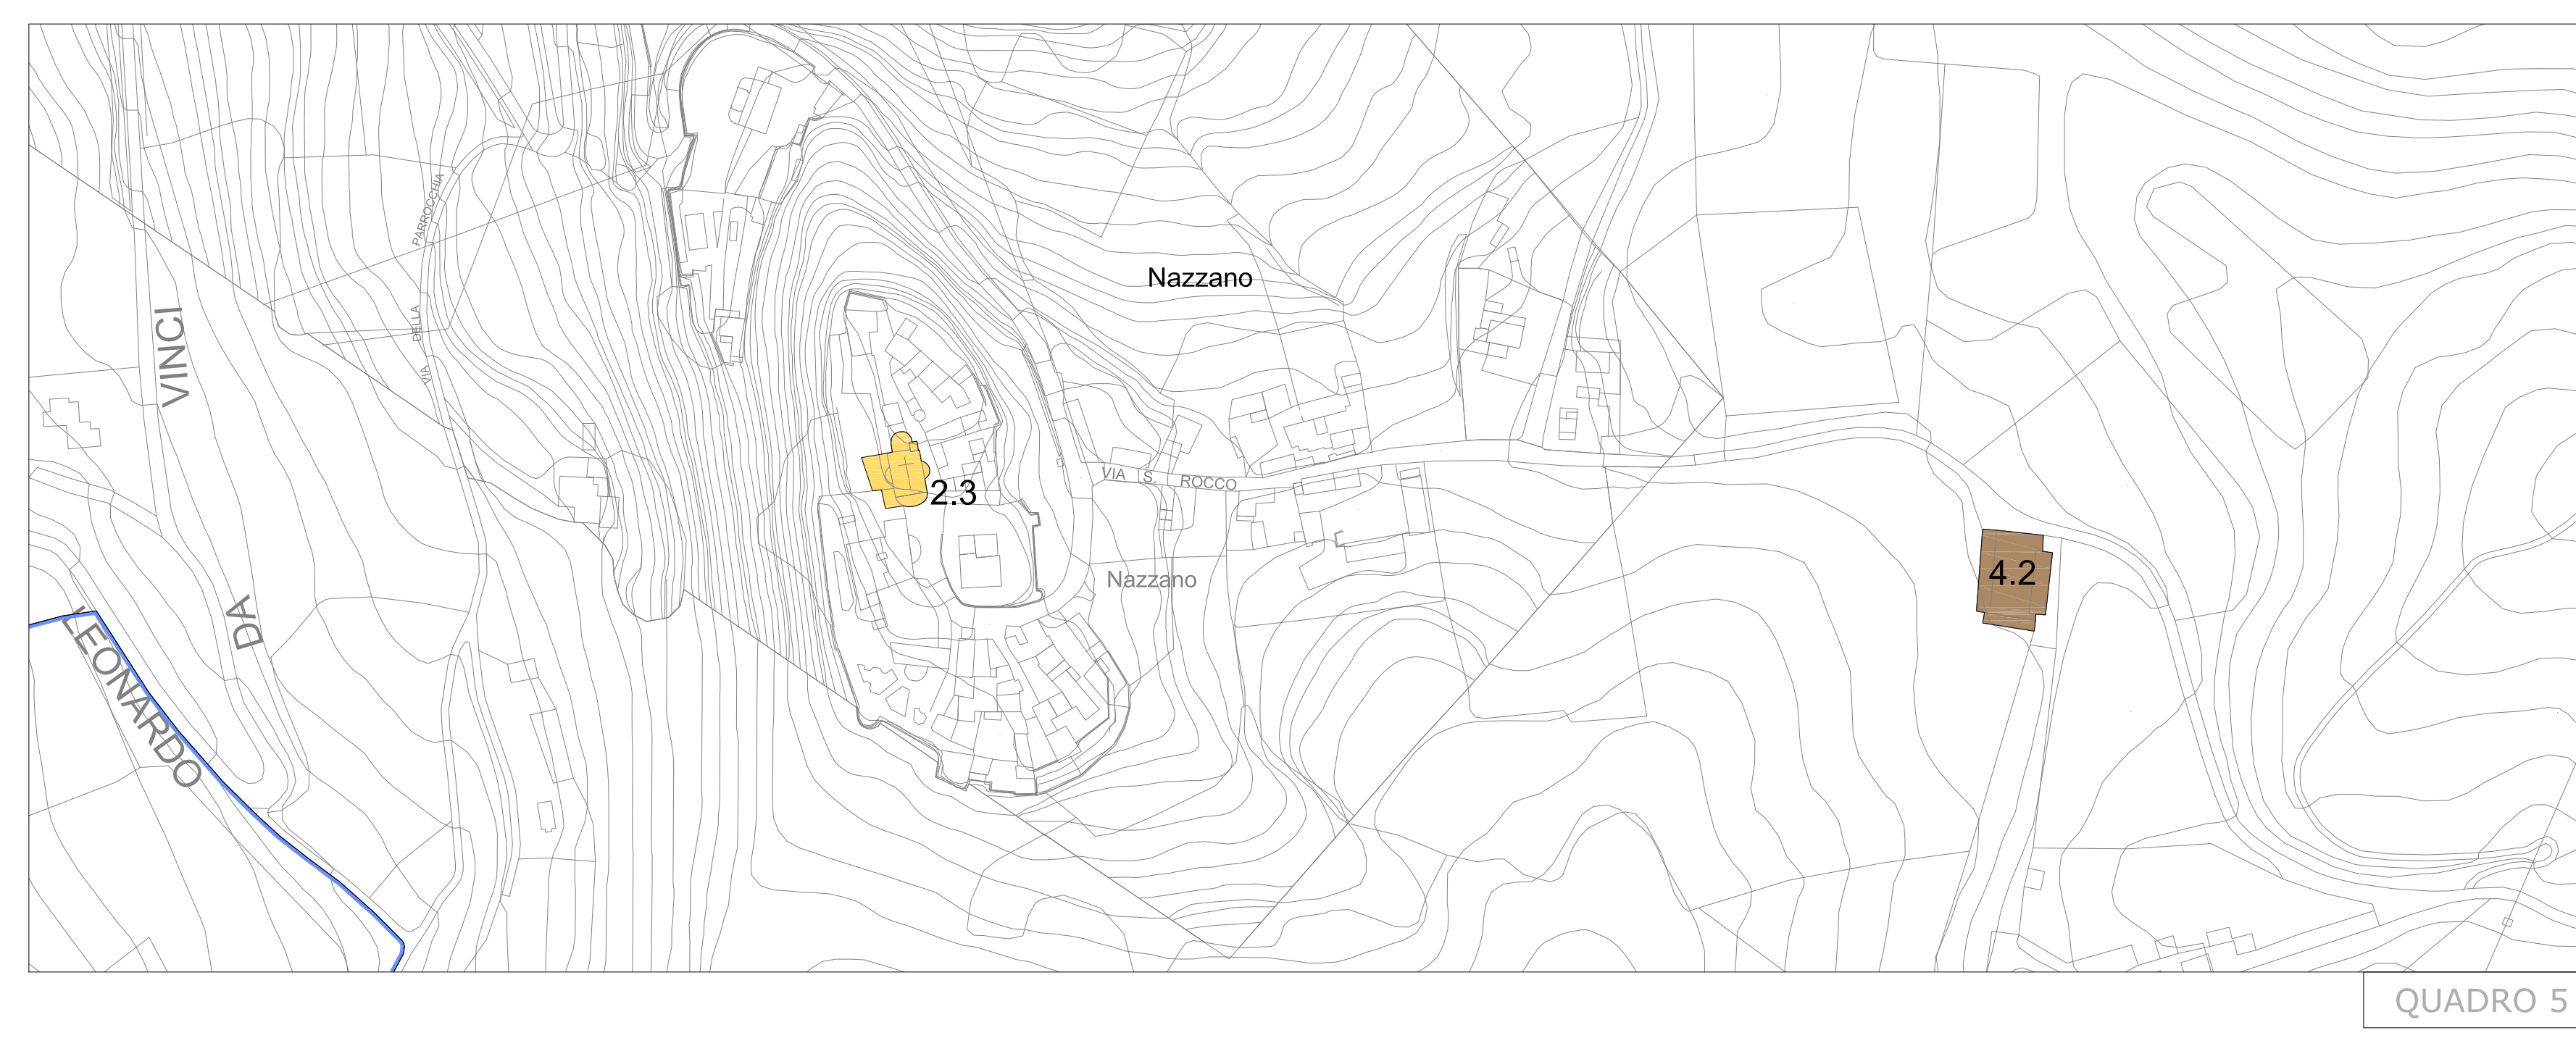 PARROCCHIA
DELLA
VIA
VINCI
DA
LEONARDO
Nazzano
2.3
VIA S. ROCCO
Nazzano
4.2
QUADRO 5